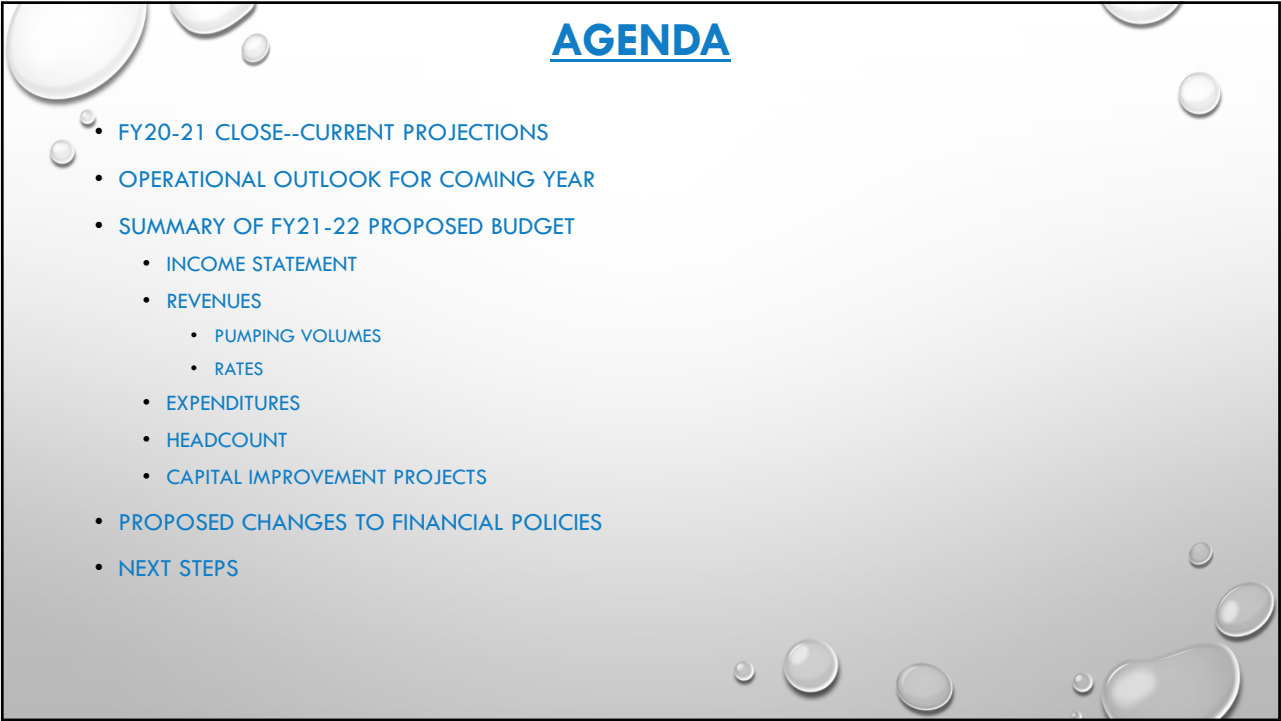 AGENDA
• FY20-21 CLOSE--CURRENT PROJECTIONS
• OPERATIONAL OUTLOOK FOR COMING YEAR
• SUMMARY OF FY21-22 PROPOSED BUDGET
• INCOME STATEMENT
• REVENUES
• PUMPING VOLUMES
• RATES
• EXPENDITURES
• HEADCOUNT
• CAPITAL IMPROVEMENT PROJECTS
• PROPOSED CHANGES TO FINANCIAL POLICIES
• NEXT STEPS